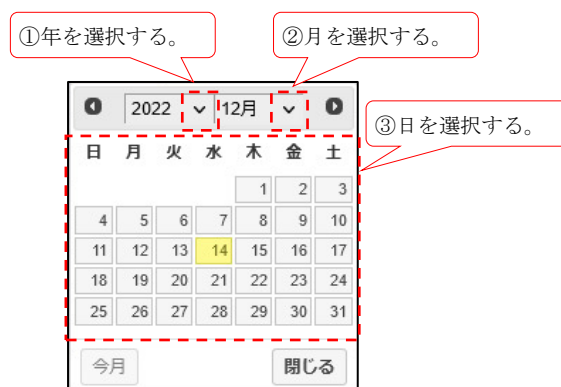 ①年を選択する。
②月を選択する。
2022 12月
③日を選択する。
日 月 火 水 木 金 土
1 2 3
4 5 6 7 8 9 10
11 12 13 14 15 16 17
18 19 20 21 22 23 24
25 26 27 28 29 30 31
今月 閉じる